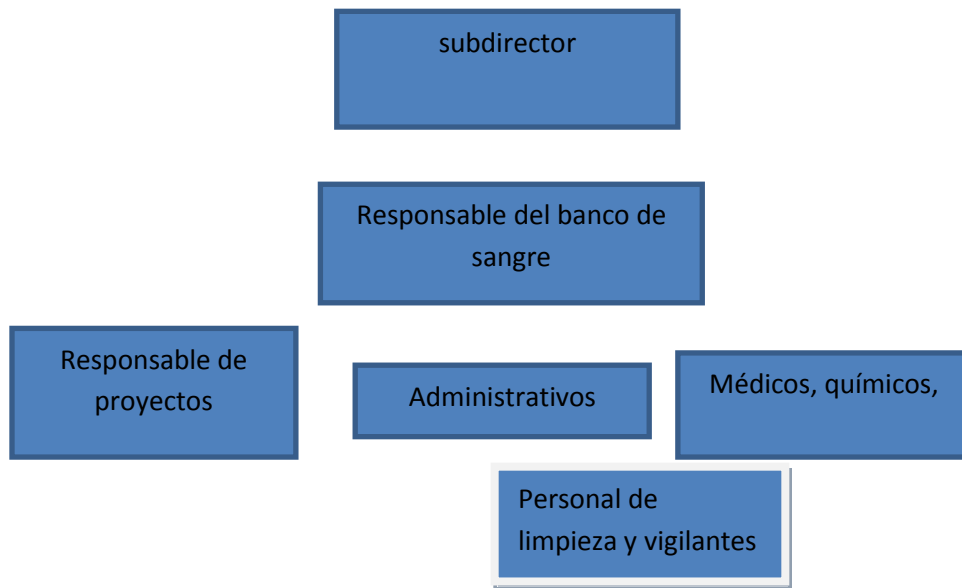 subdirector
Responsable del banco de
sangre
Responsable de
proyectos
Administrativos
Médicos, químicos,
Personal de
limpieza y vigilantes